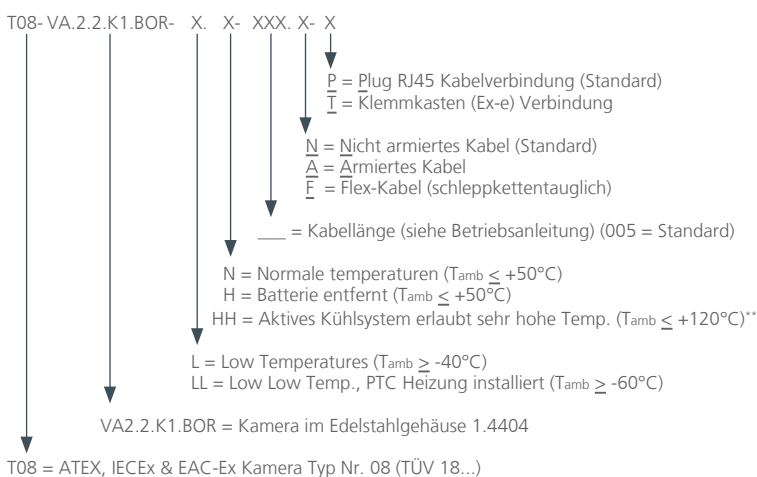 T08- VA.2.2.K1.BOR- X. X- XXX. X- X
P = Plug RJ45 Kabelverbindung (Standard)
T = Klemmkasten (Ex-e) Verbindung
N = Nicht armiertes Kabel (Standard)
A = Armiertes Kabel
F = Flex-Kabel (schleppkettentauglich)
___ = Kabellänge (siehe Betriebsanleitung) (005 = Standard)
N = Normale temperaturen (Tamb ≤ +50°C)
H = Batterie entfernt (Tamb ≤ +50°C)
HH = Aktives Kühlsystem erlaubt sehr hohe Temp. (Tamb ≤ +120°C)**
L = Low Temperatures (Tamb ≥ -40°C)
LL = Low Low Temp., PTC Heizung installiert (Tamb ≥ -60°C)
VA2.2.K1.BOR = Kamera im Edelstahlgehäuse 1.4404
T08 = ATEX, IECEx & EAC-Ex Kamera Typ Nr. 08 (TÜV 18...)